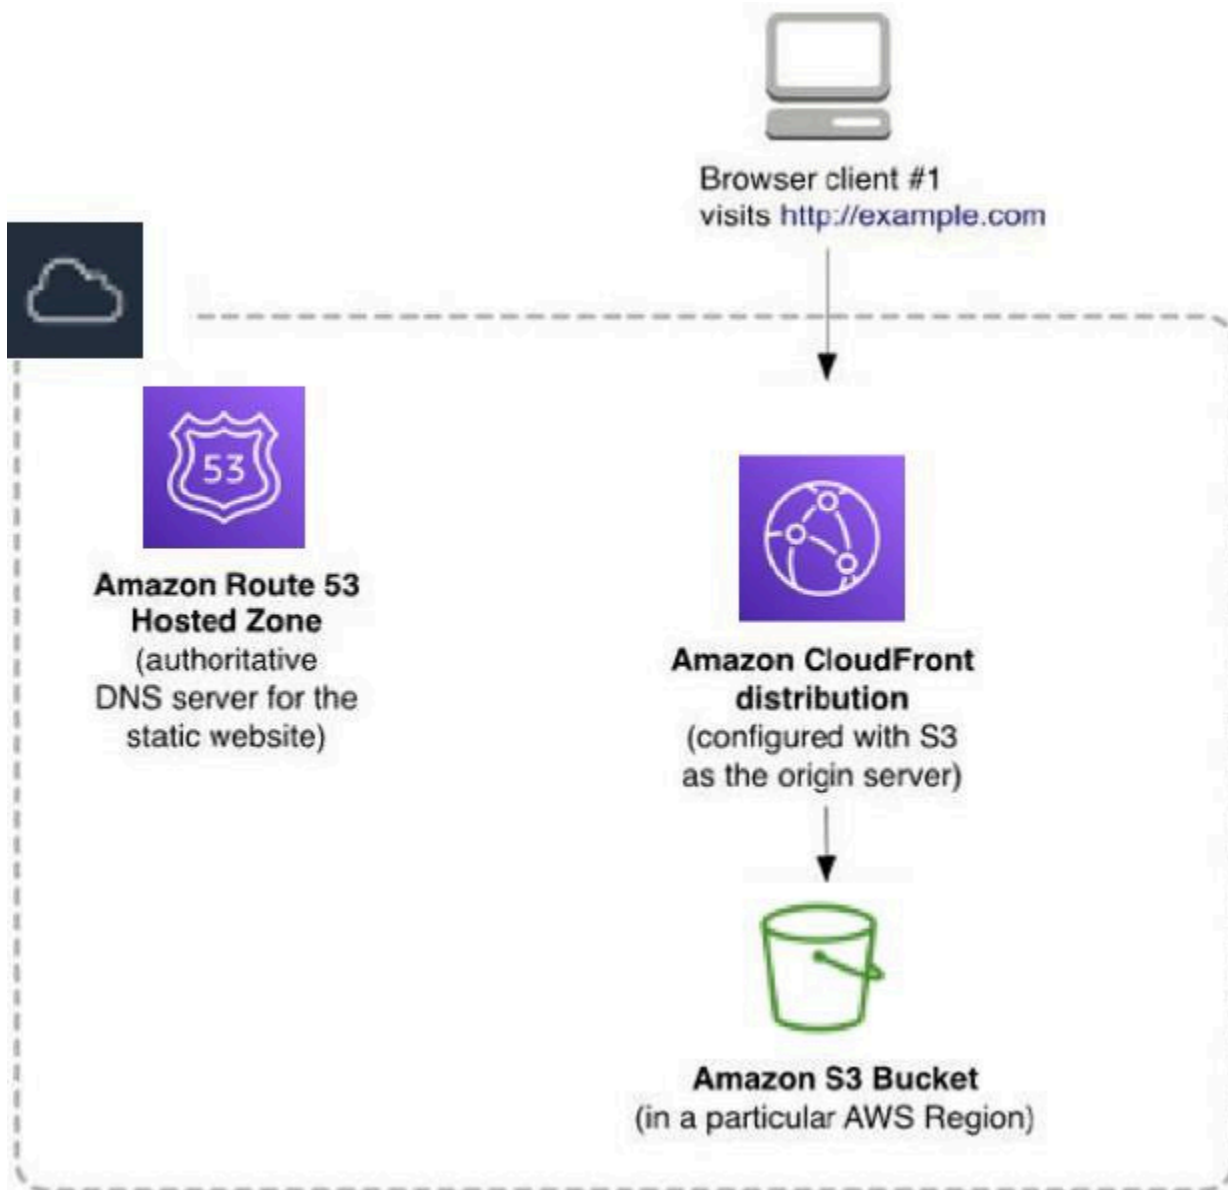 Browser client #1
visits http://example.com
53
Amazon Route 53
Hosted Zone
(authoritative
DNS server for the
static website)
Amazon CloudFront
distribution
(configured with S3
as the origin server)
Amazon S3 Bucket
(in a particular AWS Region)